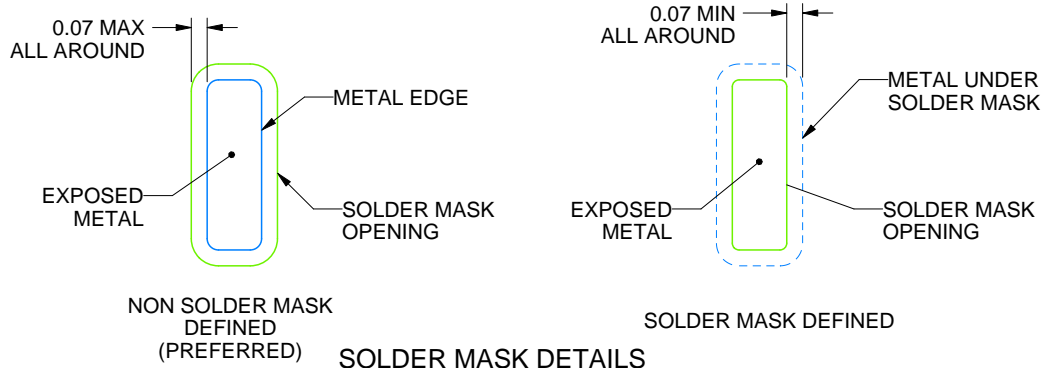 0.07 MAX
ALL AROUND
METAL EDGE
EXPOSED
METAL
SOLDER MASK
OPENING
NON SOLDER MASK
DEFINED
(PREFERRED)
0.07 MIN
ALL AROUND
METAL UNDER
SOLDER MASK
EXPOSED
METAL
SOLDER MASK
OPENING
SOLDER MASK DEFINED
SOLDER MASK DETAILS